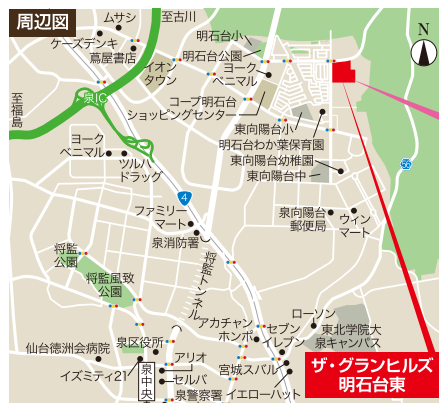 周辺図
ムサシ
ケーズデンキ
蔦屋書店
至古川
明石台小
明石台公園
N
イオン
タウン
ヨーク
ベニマル
泉IC
至福島
コープ明石台
ショッピングセンター
東向陽台小
明石台わか葉保育園
東向陽台幼稚園
東向陽台中
56
ヨーク
ベニマル
ツルハ
ドラッグ
4
ファミリー
マート
泉消防署
泉向陽台
郵便局
ウィン
マート
将監
公園
将監風致
公園
将監トンネル
ローソン
アカチャン
ホンポ
セブン
イレブン
東北学院大
泉キャンパス
泉区役所
仙台徳洲会病院
イズミティ21
泉中央
アリオ
セルバ
泉警察署
宮城スバル
イエローハット
ザ・グランヒルズ
明石台東